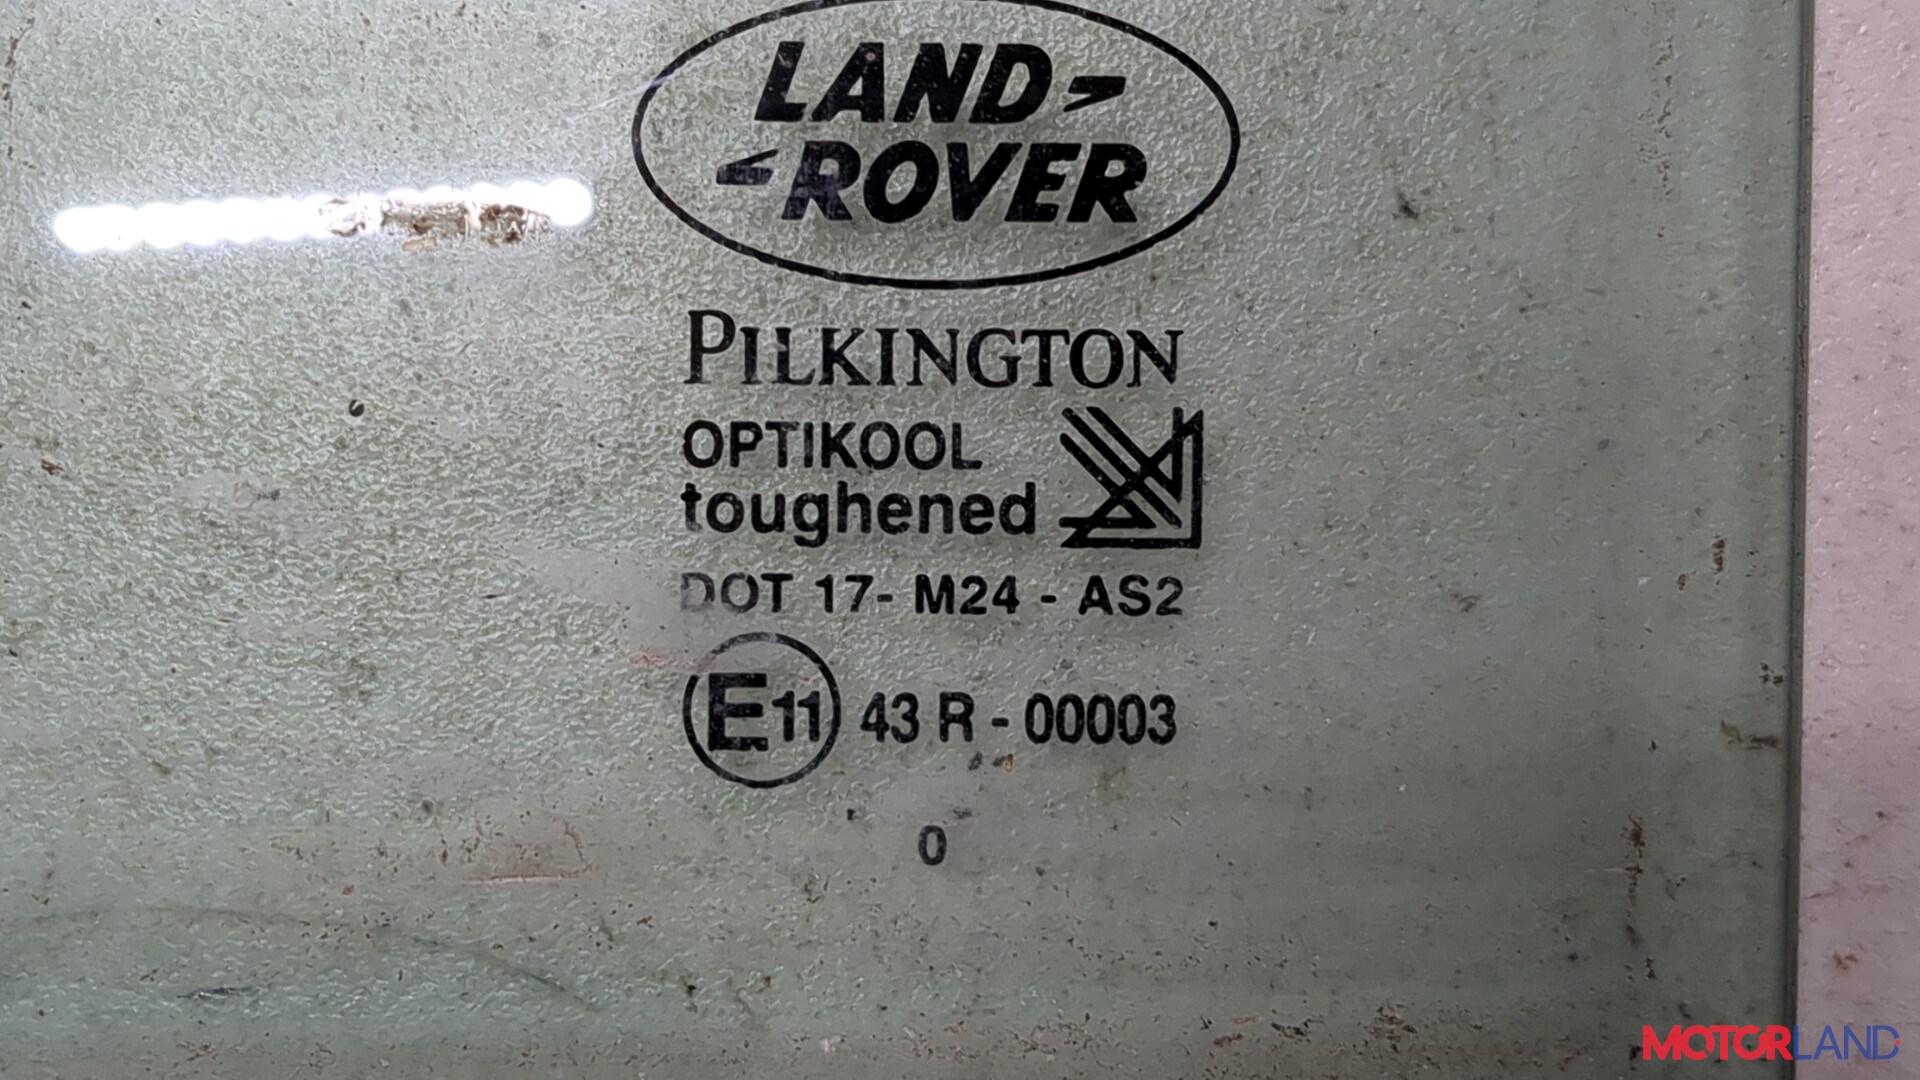 LAND
ROVER
PILKINGTON
OPTIKOOL
toughened
DOT 17- M24 - AS2
E11 43 R - 00003
0
MOTORLAND